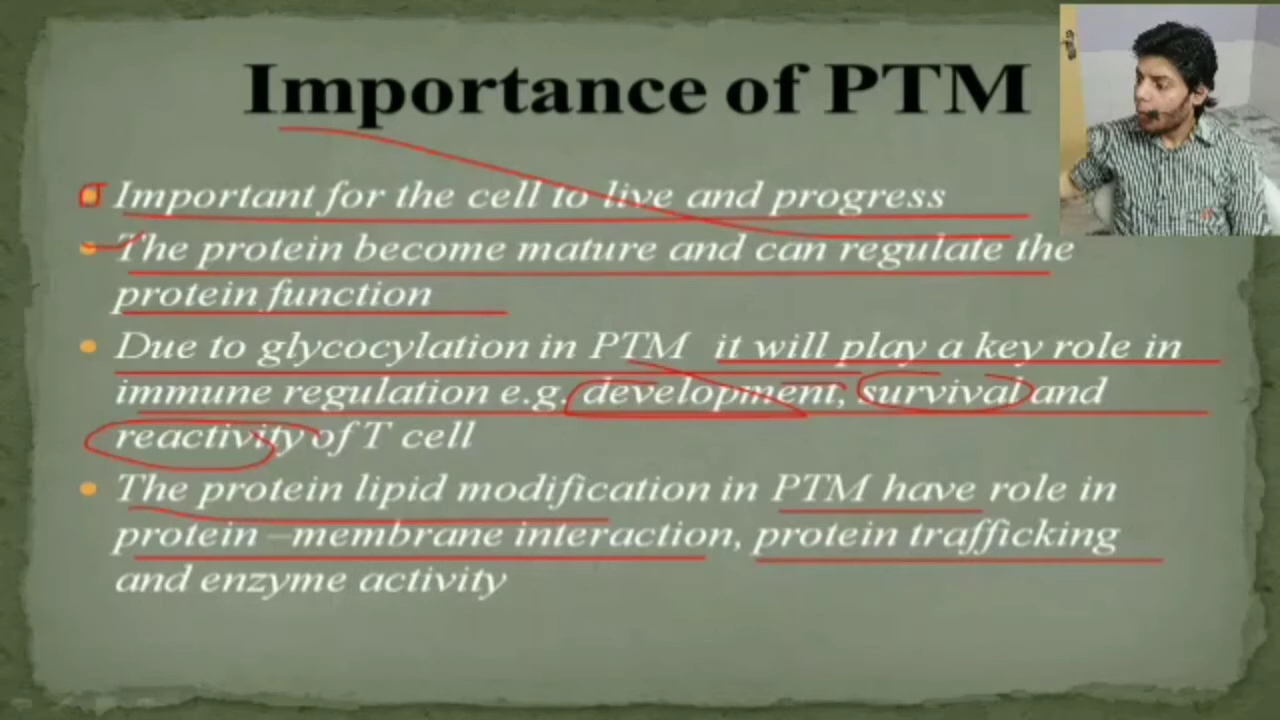 Importance of PTM
Important for the cell to live and progress
The protein become mature and can regulate the
protein function
Due to glycocylation in PTM it will play a key role in
immune regulation e.g. development, survival and
reactivity of T cell
The protein lipid modification in PTM have role in
protein –membrane interaction, protein trafficking
and enzyme activity